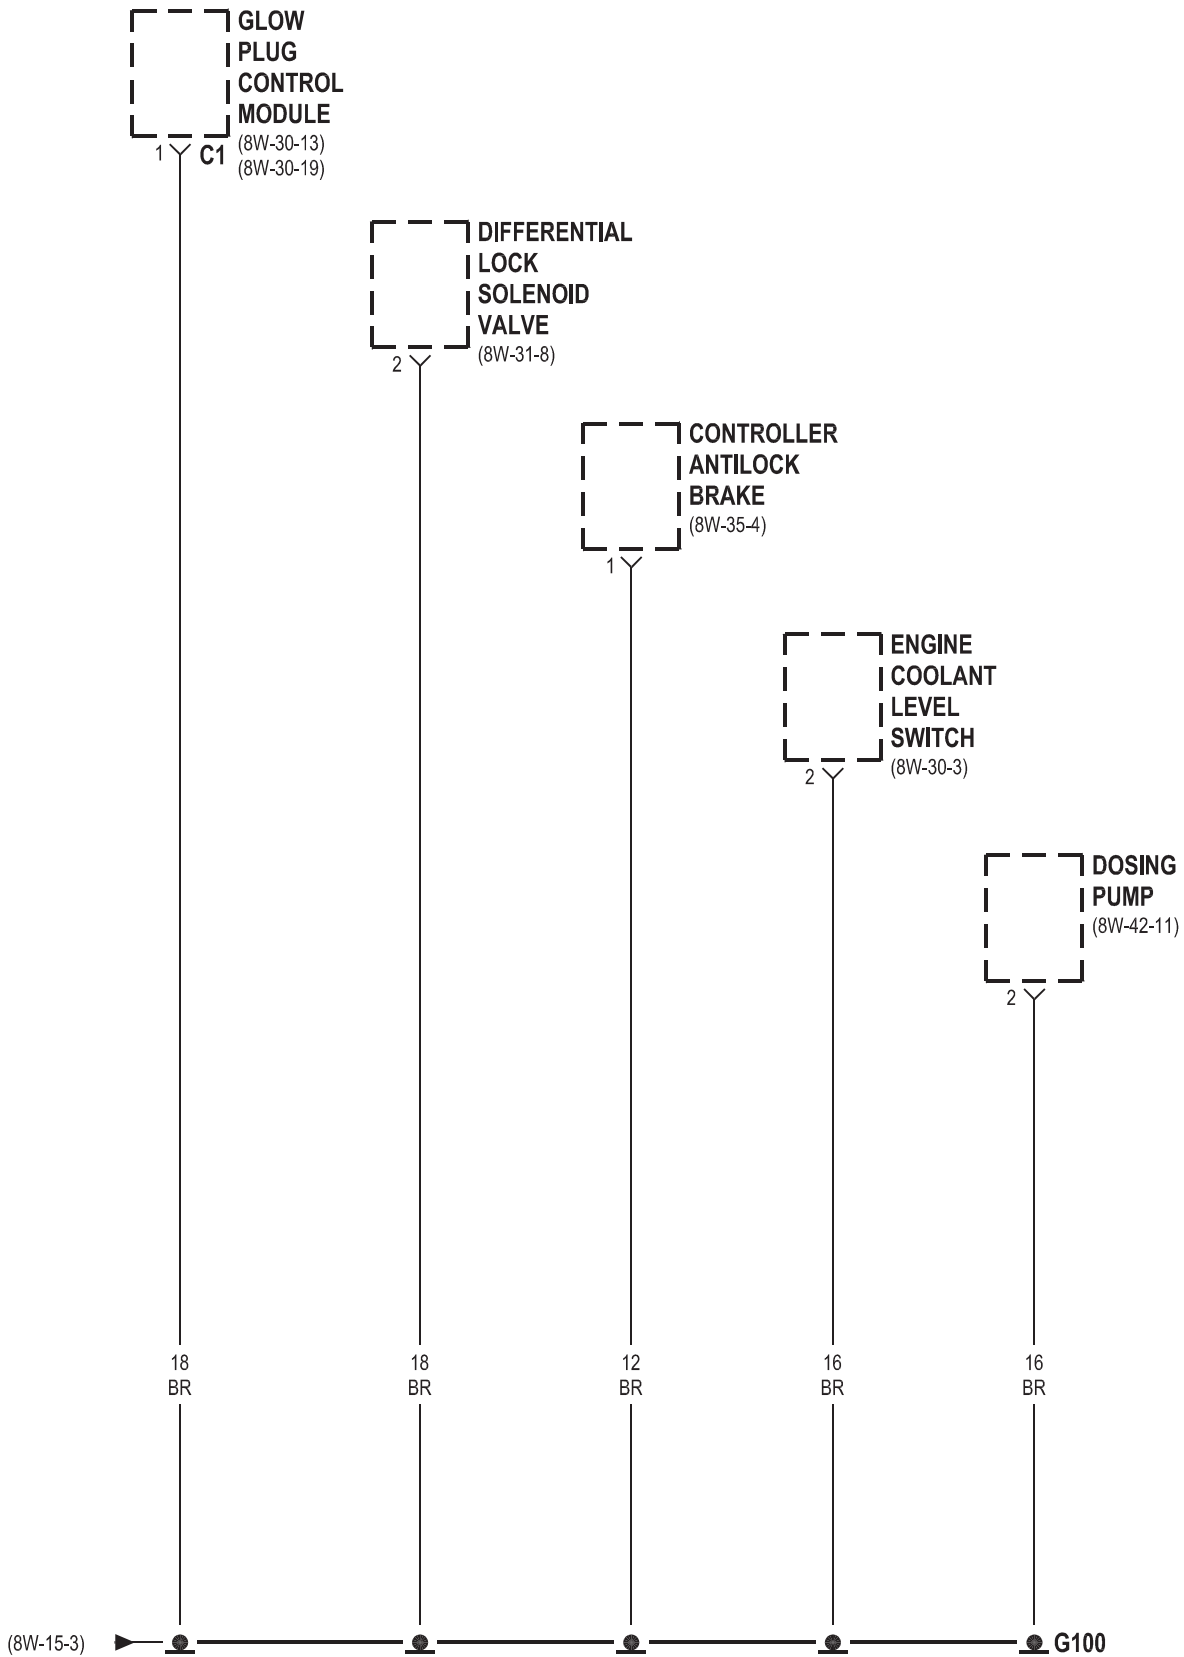 GLOW
PLUG
CONTROL
MODULE
(8W-30-13)
(8W-30-19)
1
C1
DIFFERENTIAL
LOCK
SOLENOID
VALVE
(8W-31-8)
2
CONTROLLER
ANTILOCK
BRAKE
(8W-35-4)
1
ENGINE
COOLANT
LEVEL
SWITCH
(8W-30-3)
2
DOSING
PUMP
(8W-42-11)
2
18
BR
18
BR
12
BR
16
BR
16
BR
(8W-15-3)
G100